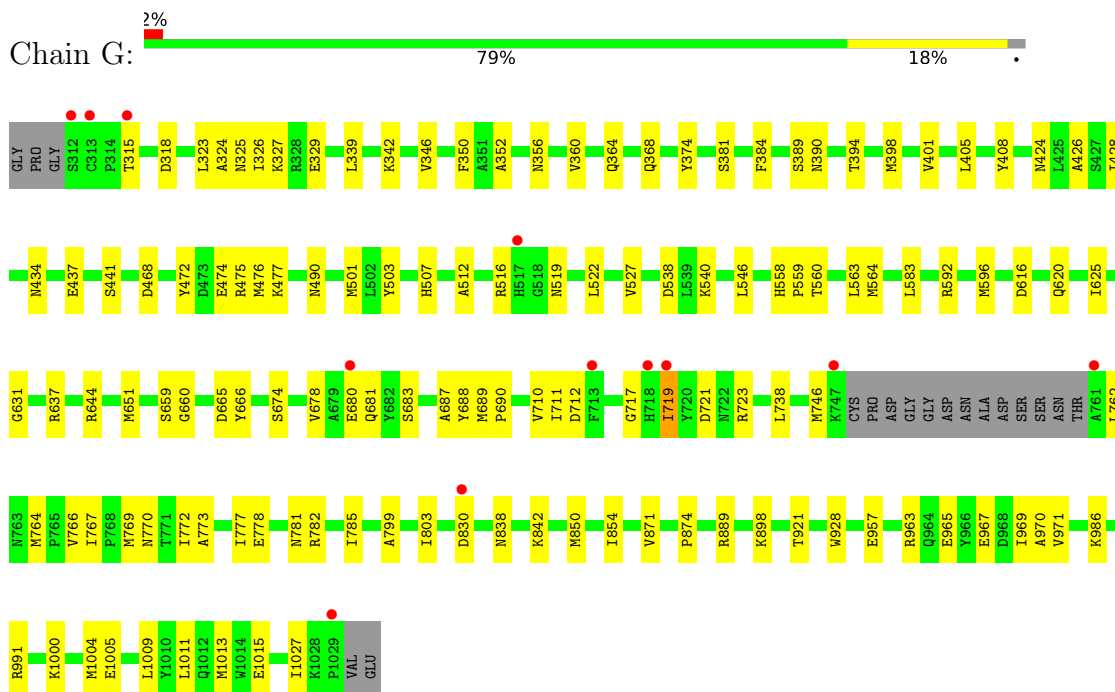 2%
Chain G:
79% 18% •
GLY PRO GLY S312 C313 P314 T315 D318 L323 A324 N325 I326 K327 R328 E329 L339 K342 V346 F350 A351 A352 N356 V360 Q364 Q368 Y374 S381 F384 S389 N390 T394 M398 V401 L405 Y408 N424 L425 A426 S427
N434 E437 S441 D468 Y472 D473 E474 R475 M476 K477 N490 M501 L502 Y503 H507 A512 R516 H517 G518 N519 L522 V527 D538 L539 K540 L546 H558 P559 T560 L563 M564 L583 R592 M596 D616 Q620 I625
G631 R637 R644 M651 S659 G660 D665 Y666 S674 V678 A679 E680 Q681 Y682 S683 A687 Y688 M689 P690 V710 I711 D712 F713 G717 H718 I719 Y720 D721 N722 R723 L738 M746 K747 CYS PRO ASP GLY GLY ASP ASN ALA ASP SER SER ASN THR A761
N763 M764 P765 V766 I767 P768 M769 N770 T771 I772 A773 I777 E778 N781 R782 I785 A799 I803 D830 N838 K842 M850 I854 V871 P874 R889 K898 T921 W928 E957 R963 Q964 E965 Y966 E967 D968 I969 A970 V971 K986
R991 K1000 M1004 E1005 L1009 Y1010 L1011 Q1012 M1013 W1014 E1015 I1027 K1028 P1029 VAL GLU